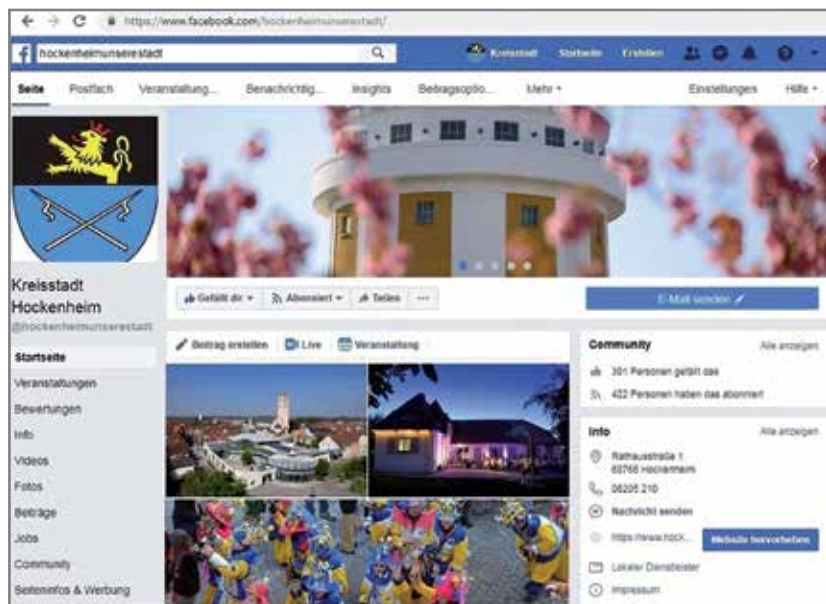 https://www.facebook.com/hockenheimunserestadt/
hockenheimunserestadt
Kreisstadt Startseite Erstellen
Seite Postfach Veranstaltung... Benachrichtig... Insights Beitragsoptio... Mehr Einstellungen Hilfe
Kreisstadt
Hockenheim
@hockenheimunserestadt
Gefällt dir Abonniert Teilen ...
E-Mail senden
Startseite
Veranstaltungen
Bewertungen
Info
Videos
Fotos
Beiträge
Jobs
Community
Seiteninfos & Werbung
Beitrag erstellen Live Veranstaltung
Community Alle anzeigen
381 Personen gefällt das
422 Personen haben das abonniert
Info Alle anzeigen
Rathausstraße 1
68766 Hockenheim
06205 210
Nachricht senden
https://www.hock... Website hervorheben
Lokaler Dienstleister
Impressum